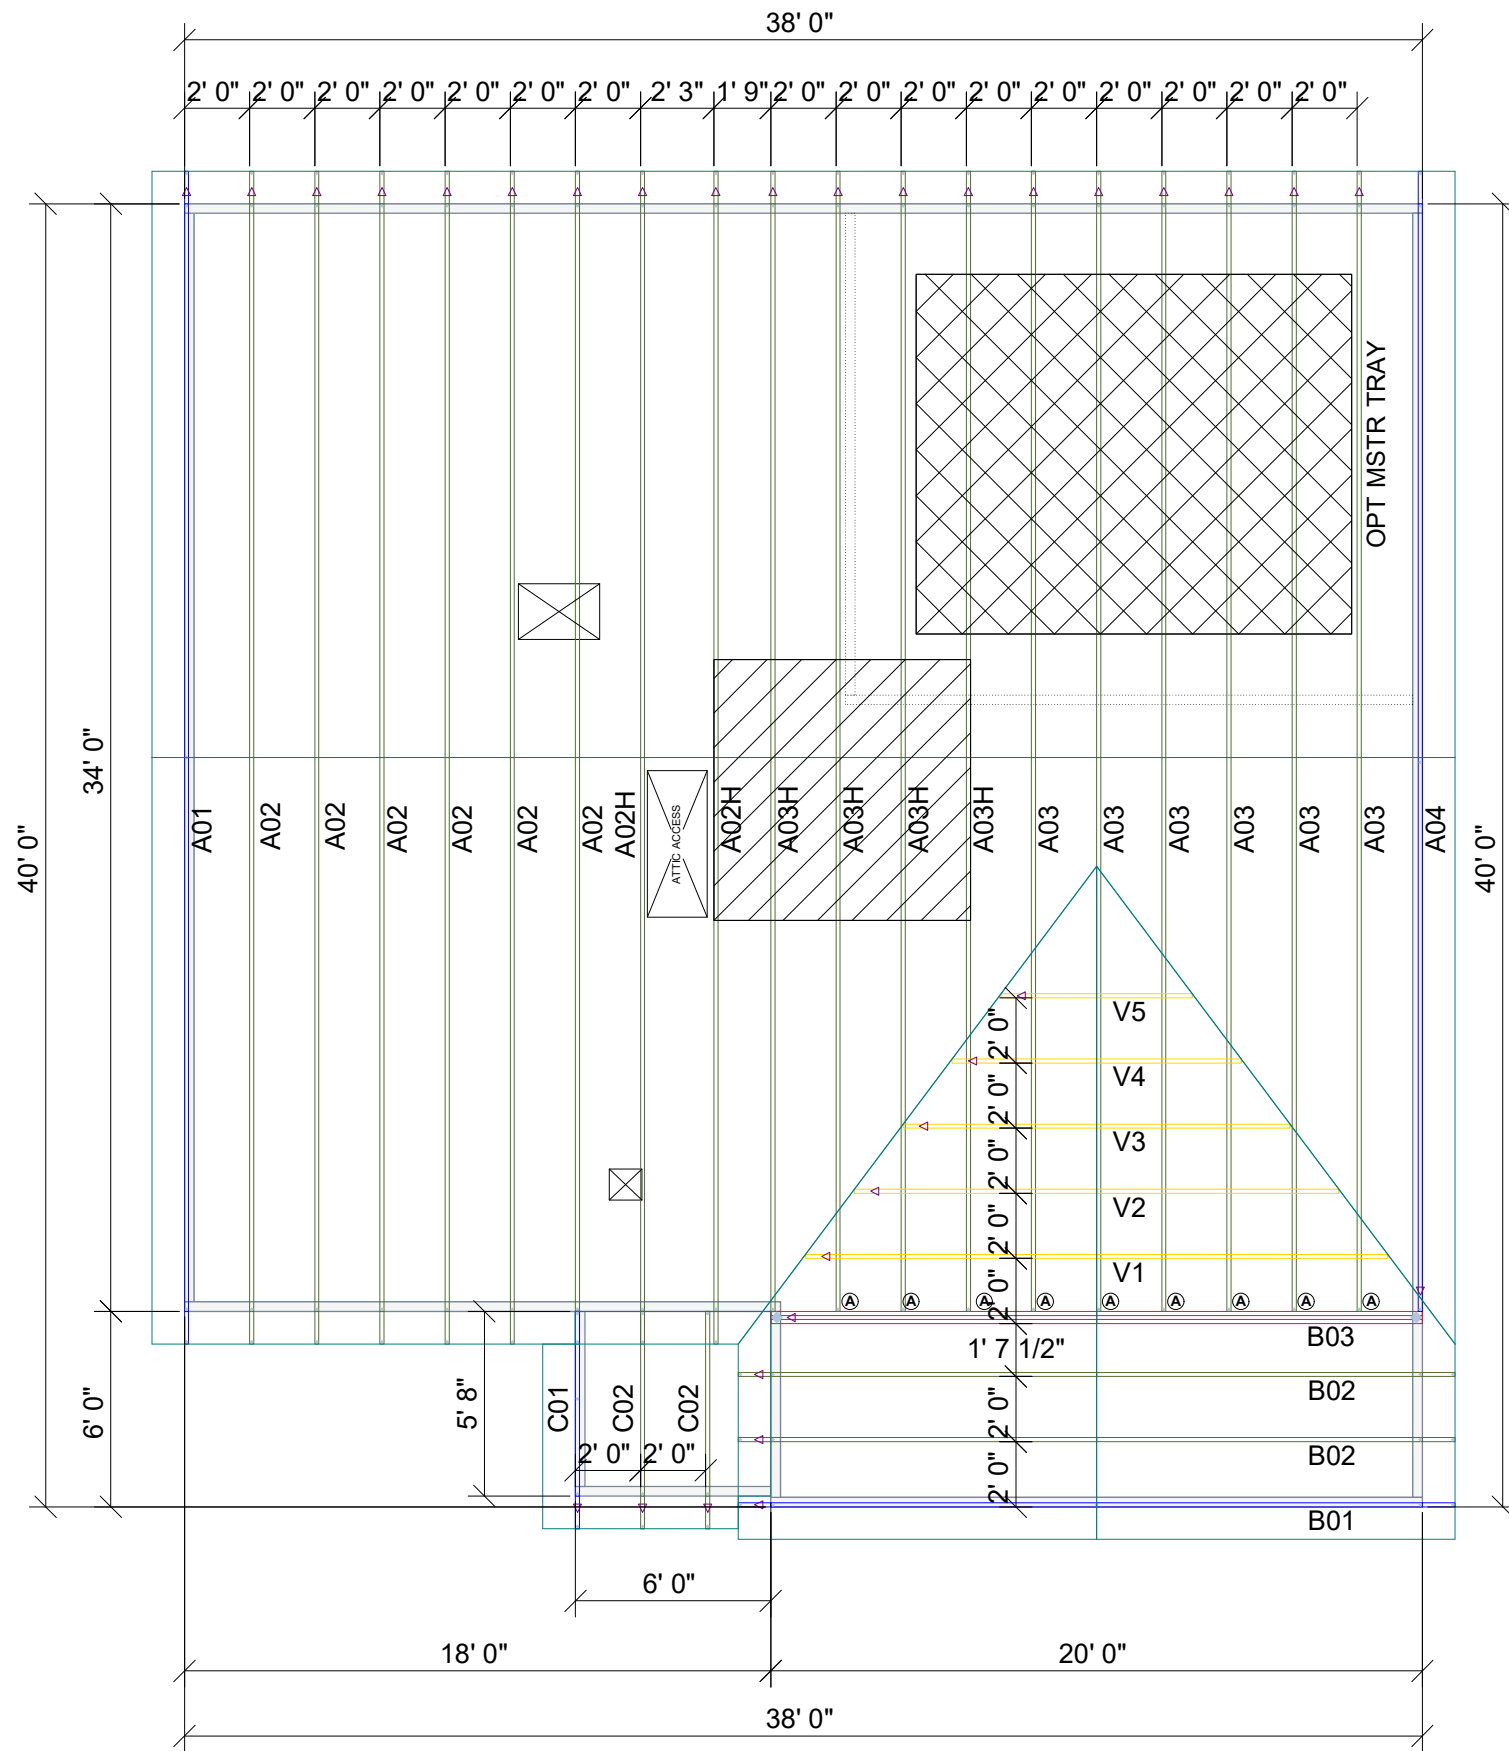 38' 0"
2' 0" 2' 0" 2' 0" 2' 0" 2' 0" 2' 0" 2' 0" 2' 3" 1' 9" 2' 0" 2' 0" 2' 0" 2' 0" 2' 0" 2' 0" 2' 0" 2' 0" 2' 0"
OPT MSTR TRAY
34' 0"
40' 0"
40' 0"
A01 A02 A02 A02 A02 A02 A02 A02H A02H A03H A03H A03H A03H A03 A03 A03 A03 A03 A03 A04
ATTIC ACCESS
V5
2' 0"
V4
2' 0"
V3
2' 0"
V2
2' 0"
V1
2' 0"
A A A A A A A A A
B03
1' 7 1/2"
B02
2' 0"
B02
2' 0"
B01
6' 0"
5' 8"
C01 C02 C02
2' 0" 2' 0"
6' 0"
18' 0" 20' 0"
38' 0"